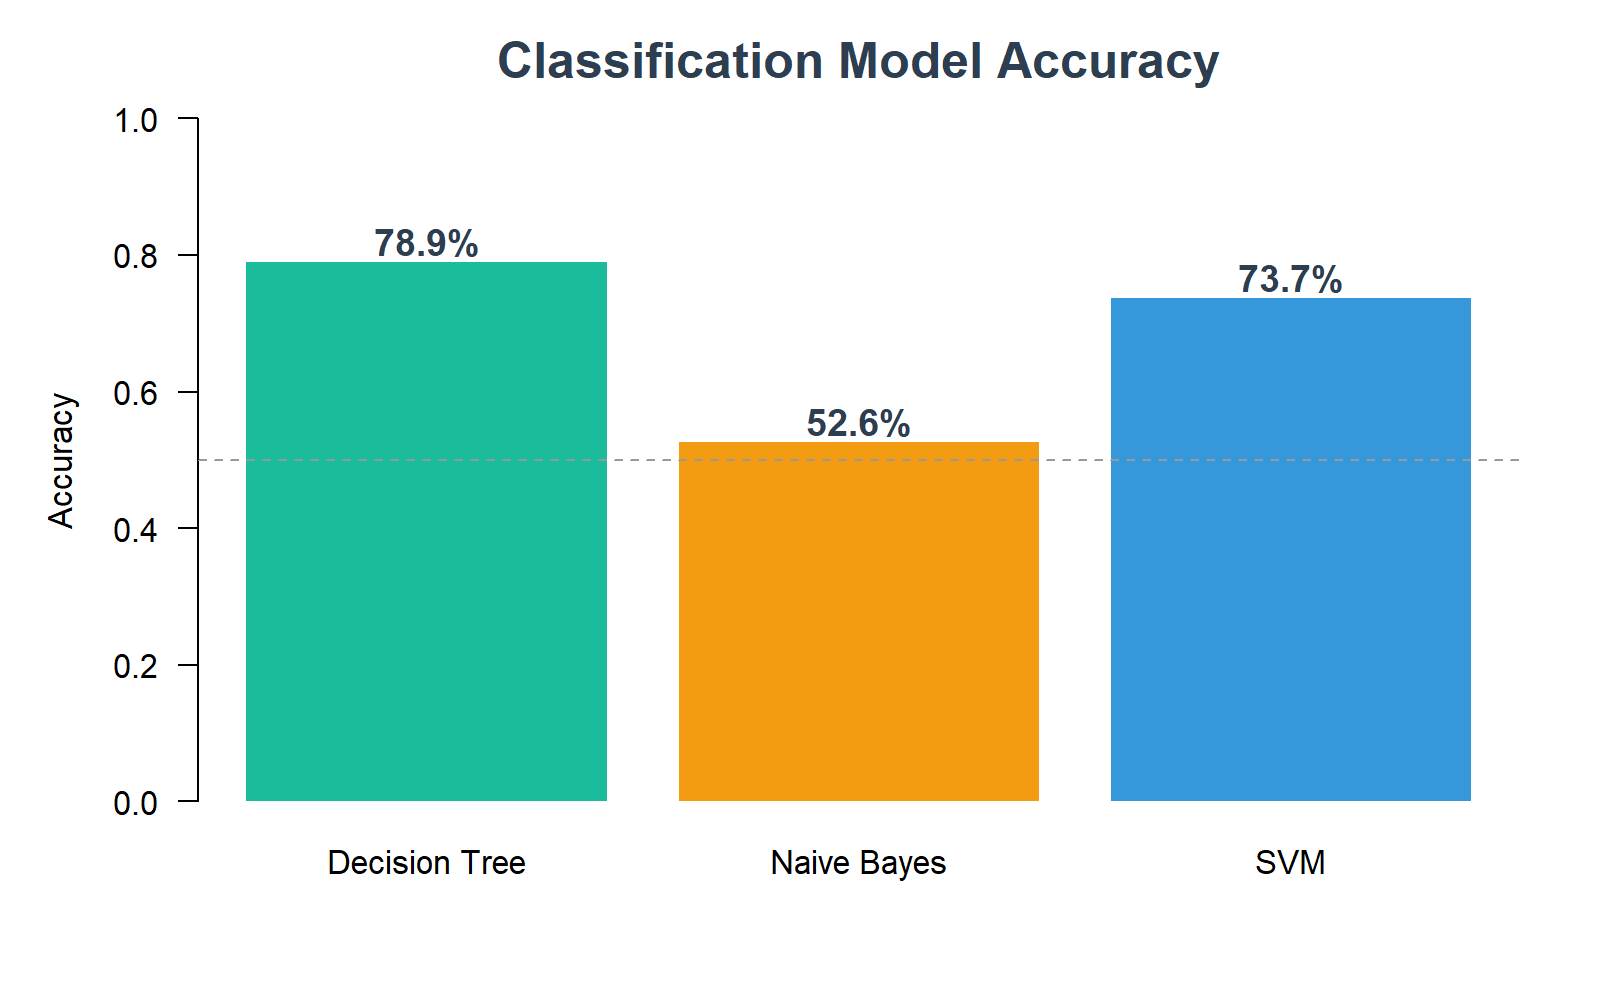 Classification Model Accuracy
1.0
0.8
0.6
0.4
0.2
0.0
Accuracy
78.9%
52.6%
73.7%
Decision Tree
Naive Bayes
SVM